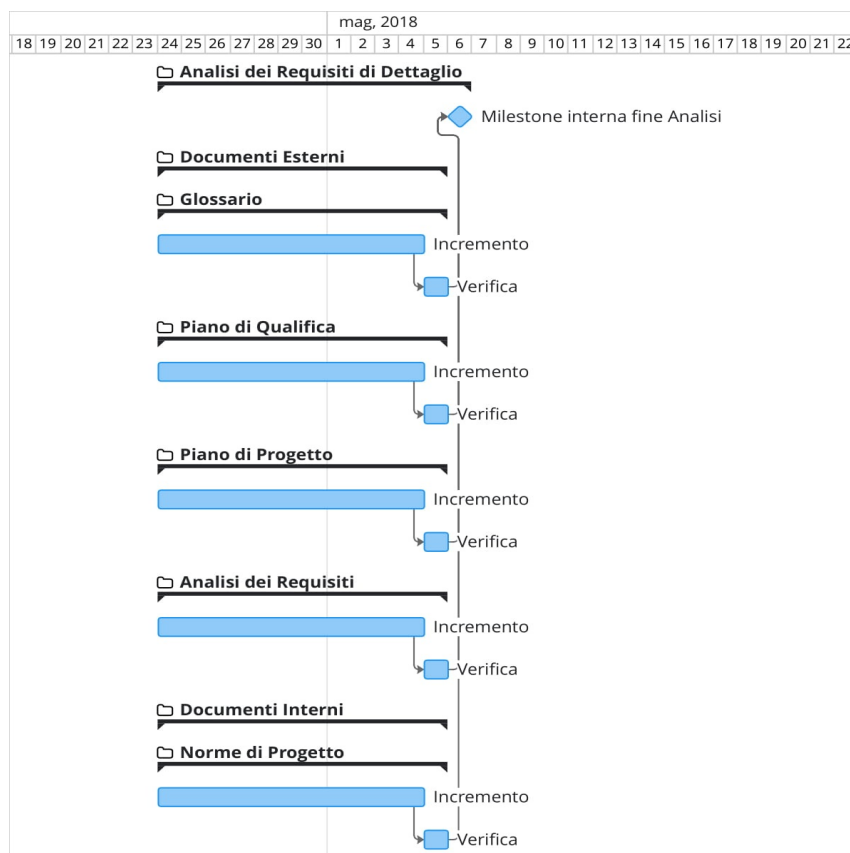 mag, 2018
18 19 20 21 22 23 24 25 26 27 28 29 30 1 2 3 4 5 6 7 8 9 10 11 12 13 14 15 16 17 18 19 20 21 22
Analisi dei Requisiti di Dettaglio
Milestone interna fine Analisi
Documenti Esterni
Glossario
Incremento
Verifica
Piano di Qualifica
Incremento
Verifica
Piano di Progetto
Incremento
Verifica
Analisi dei Requisiti
Incremento
Verifica
Documenti Interni
Norme di Progetto
Incremento
Verifica